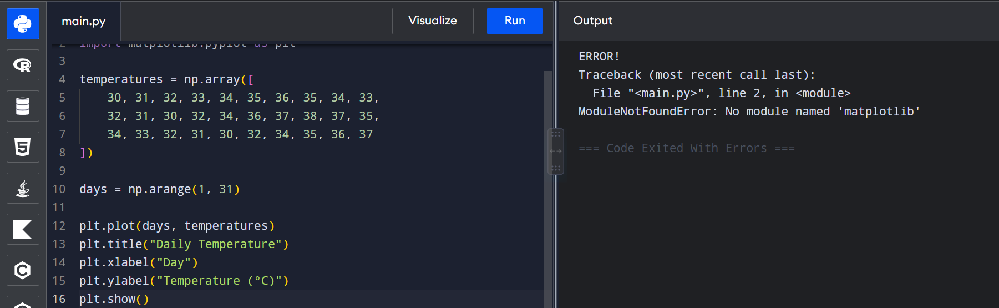 main.py
Visualize
Run
Output
2 import matplotlib.pyplot as plt
3
4 temperatures = np.array([
5     30, 31, 32, 33, 34, 35, 36, 35, 34, 33,
6     32, 31, 30, 32, 34, 36, 37, 38, 37, 35,
7     34, 33, 32, 31, 30, 32, 34, 35, 36, 37
8 ])
9
10 days = np.arange(1, 31)
11
12 plt.plot(days, temperatures)
13 plt.title("Daily Temperature")
14 plt.xlabel("Day")
15 plt.ylabel("Temperature (°C)")
16 plt.show()
ERROR!
Traceback (most recent call last):
  File "<main.py>", line 2, in <module>
ModuleNotFoundError: No module named 'matplotlib'
=== Code Exited With Errors ===